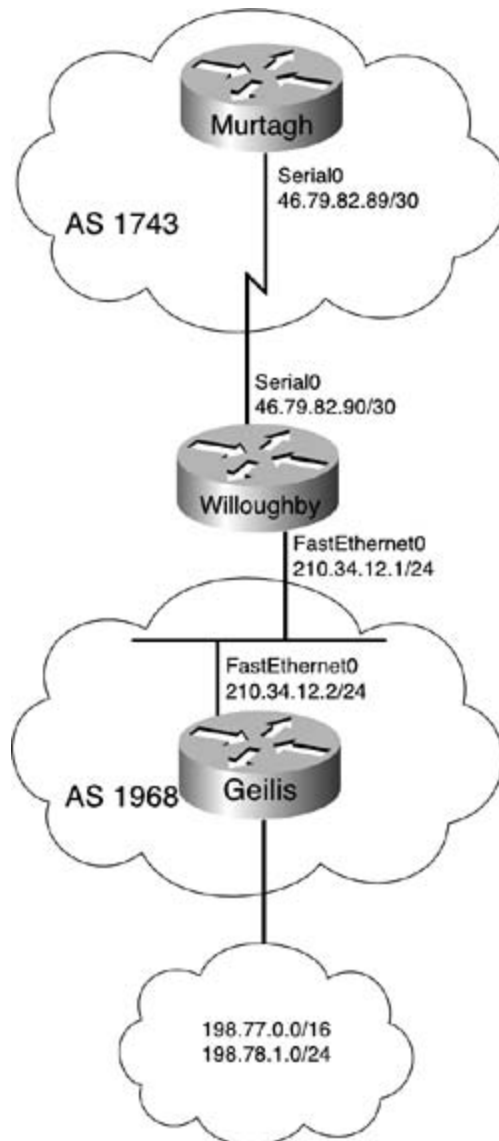 Murtagh
Serial0
46.79.82.89/30
AS 1743
Serial0
46.79.82.90/30
Willoughby
FastEthernet0
210.34.12.1/24
FastEthernet0
210.34.12.2/24
Geilis
AS 1968
198.77.0.0/16
198.78.1.0/24